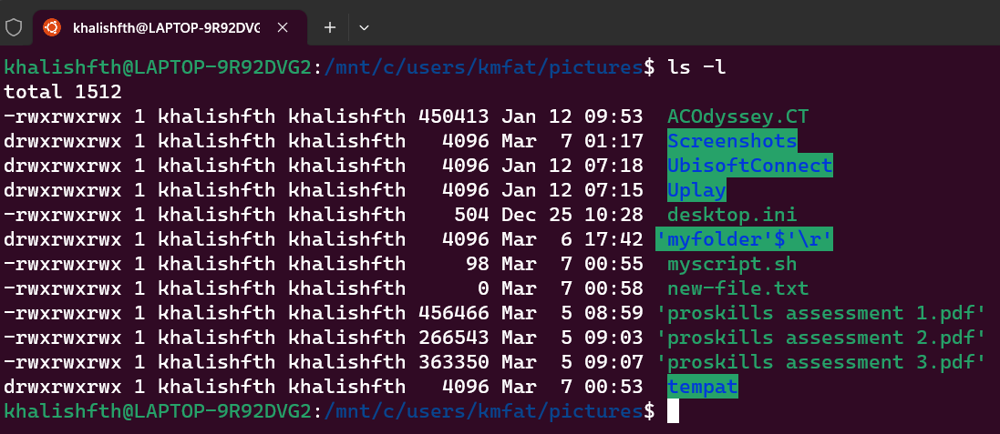 khalishfth@LAPTOP-9R92DVG
khalishfth@LAPTOP-9R92DVG2:/mnt/c/users/kmfat/pictures$ ls -l
total 1512
-rwxrwxrwx 1 khalishfth khalishfth 450413 Jan 12 09:53  ACOdyssey.CT
drwxrwxrwx 1 khalishfth khalishfth   4096 Mar  7 01:17  Screenshots
drwxrwxrwx 1 khalishfth khalishfth   4096 Jan 12 07:18  UbisoftConnect
drwxrwxrwx 1 khalishfth khalishfth   4096 Jan 12 07:15  Uplay
-rwxrwxrwx 1 khalishfth khalishfth    504 Dec 25 10:28  desktop.ini
drwxrwxrwx 1 khalishfth khalishfth   4096 Mar  6 17:42 'myfolder'$'\r'
-rwxrwxrwx 1 khalishfth khalishfth     98 Mar  7 00:55  myscript.sh
-rwxrwxrwx 1 khalishfth khalishfth      0 Mar  7 00:58  new-file.txt
-rwxrwxrwx 1 khalishfth khalishfth 456466 Mar  5 08:59 'proskills assessment 1.pdf'
-rwxrwxrwx 1 khalishfth khalishfth 266543 Mar  5 09:03 'proskills assessment 2.pdf'
-rwxrwxrwx 1 khalishfth khalishfth 363350 Mar  5 09:07 'proskills assessment 3.pdf'
drwxrwxrwx 1 khalishfth khalishfth   4096 Mar  7 00:53  tempat
khalishfth@LAPTOP-9R92DVG2:/mnt/c/users/kmfat/pictures$